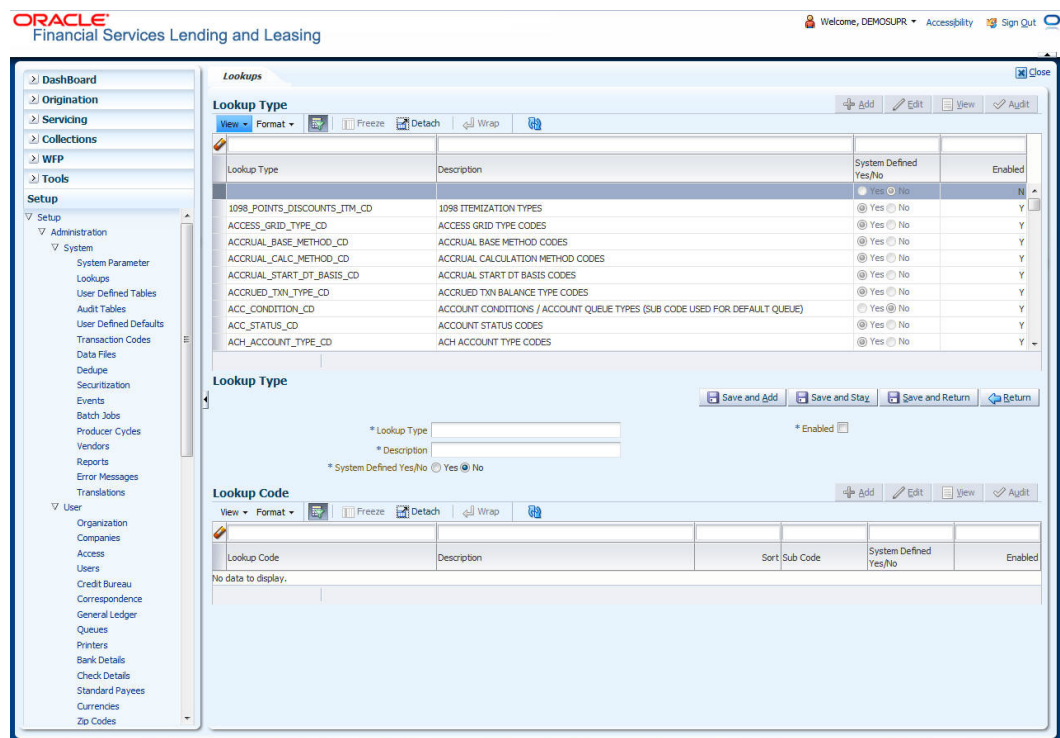 ORACLE
Financial Services Lending and Leasing
Welcome, DEMOSUPR Accessibility Sign Out
DashBoard
Origination
Servicing
Collections
WFP
Tools
Setup
Setup
Administration
System
System Parameter
Lookups
User Defined Tables
Audit Tables
User Defined Defaults
Transaction Codes
Data Files
Dedupe
Securitization
Events
Batch Jobs
Producer Cycles
Vendors
Reports
Error Messages
Translations
User
Organization
Companies
Access
Users
Credit Bureau
Correspondence
General Ledger
Queues
Printers
Bank Details
Check Details
Standard Payees
Currencies
Zip Codes
Lookups
Close
Lookup Type
Add Edit View Audit
View Format Freeze Detach Wrap
Lookup Type Description System Defined Yes/No Enabled
Yes No N
1098_POINTS_DISCOUNTS_ITM_CD 1098 ITEMIZATION TYPES Yes No Y
ACCESS_GRID_TYPE_CD ACCESS GRID TYPE CODES Yes No Y
ACCRUAL_BASE_METHOD_CD ACCRUAL BASE METHOD CODES Yes No Y
ACCRUAL_CALC_METHOD_CD ACCRUAL CALCULATION METHOD CODES Yes No Y
ACCRUAL_START_DT_BASIS_CD ACCRUAL START DT BASIS CODES Yes No Y
ACCRUED_TXN_TYPE_CD ACCRUED TXN BALANCE TYPE CODES Yes No Y
ACC_CONDITION_CD ACCOUNT CONDITIONS / ACCOUNT QUEUE TYPES (SUB CODE USED FOR DEFAULT QUEUE) Yes No Y
ACC_STATUS_CD ACCOUNT STATUS CODES Yes No Y
ACH_ACCOUNT_TYPE_CD ACH ACCOUNT TYPE CODES Yes No Y
Lookup Type
Save and Add Save and Stay Save and Return Return
* Lookup Type
* Enabled
* Description
* System Defined Yes/No Yes No
Lookup Code
Add Edit View Audit
View Format Freeze Detach Wrap
Lookup Code Description Sort Sub Code System Defined Yes/No Enabled
No data to display.